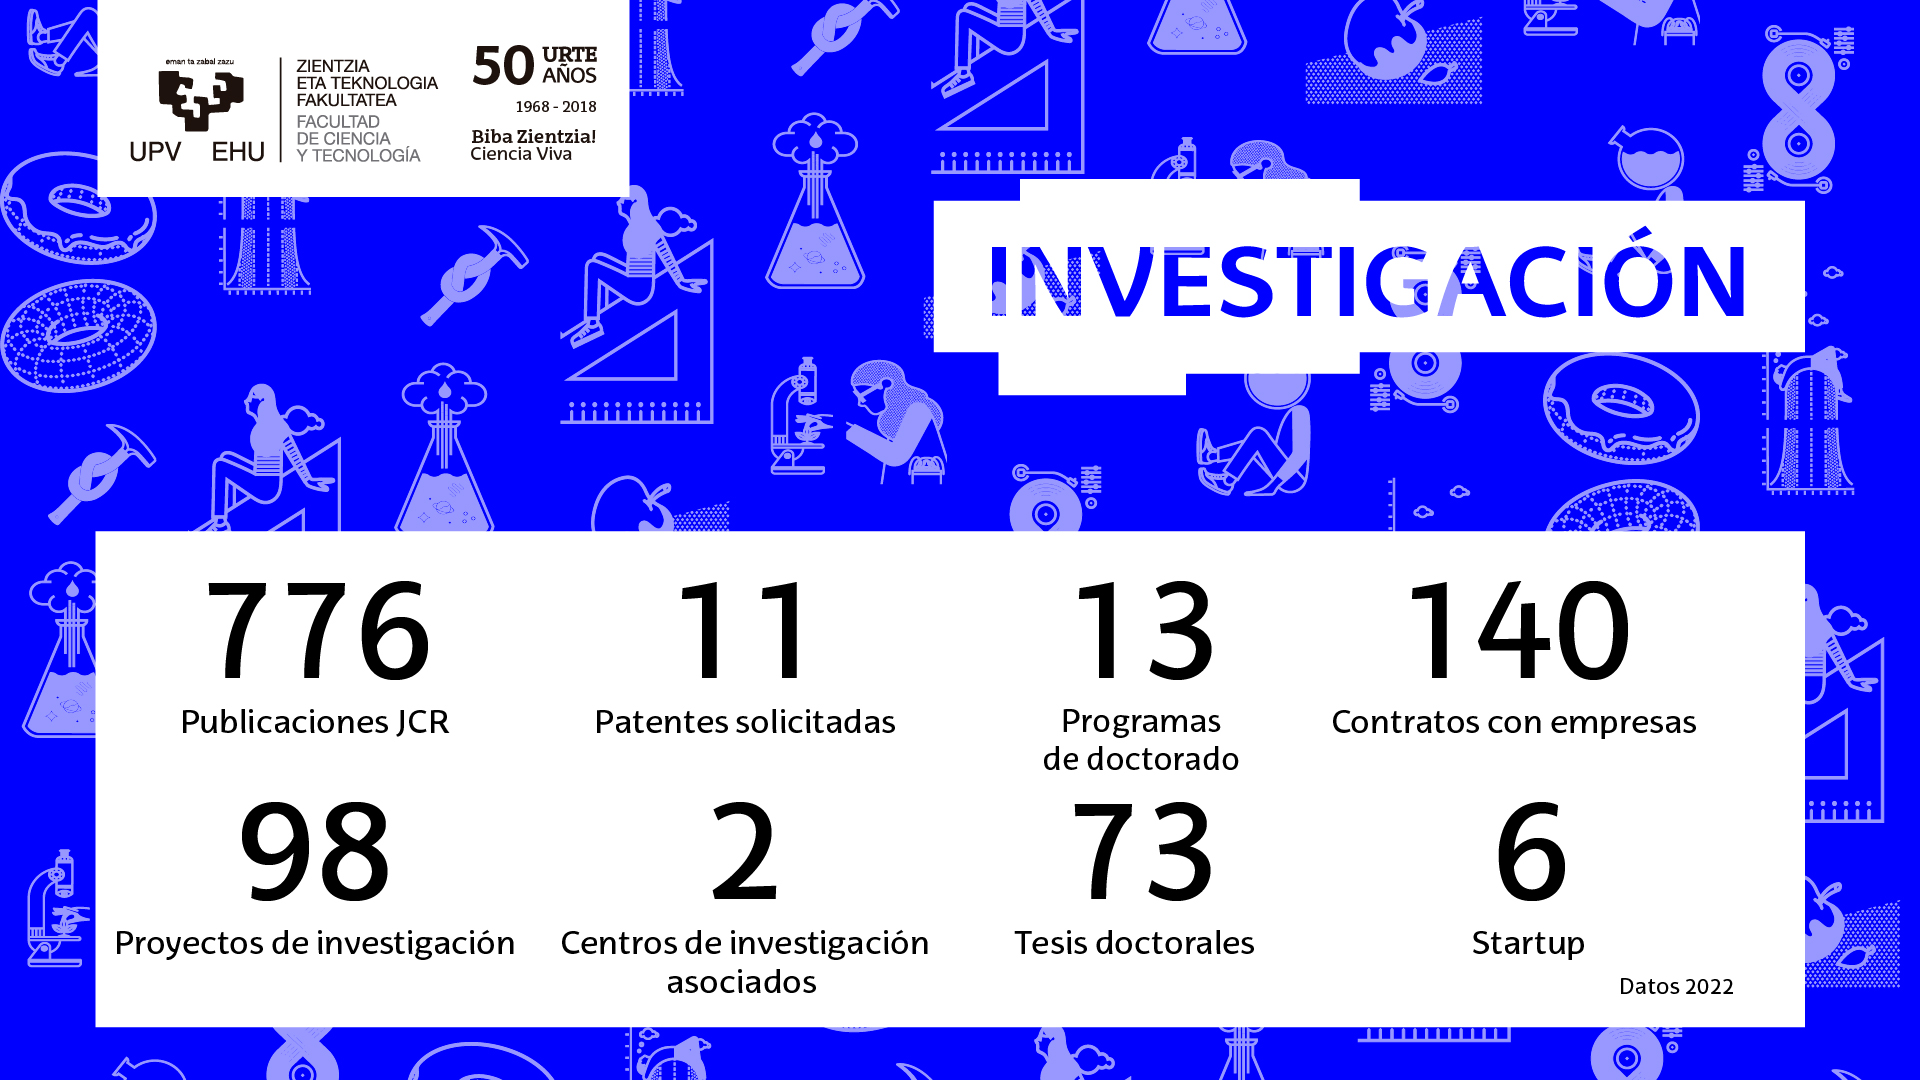 eman ta zabal zazu
UPV EHU
ZIENTZIA
ETA TEKNOLOGIA
FAKULTATEA
FACULTAD
DE CIENCIA
Y TECNOLOGÍA
50 URTE
AÑOS
1968 - 2018
Biba Zientzia!
Ciencia Viva
INVESTIGACIÓN
776
Publicaciones JCR
11
Patentes solicitadas
13
Programas
de doctorado
140
Contratos con empresas
98
Proyectos de investigación
2
Centros de investigación
asociados
73
Tesis doctorales
6
Startup
Datos 2022